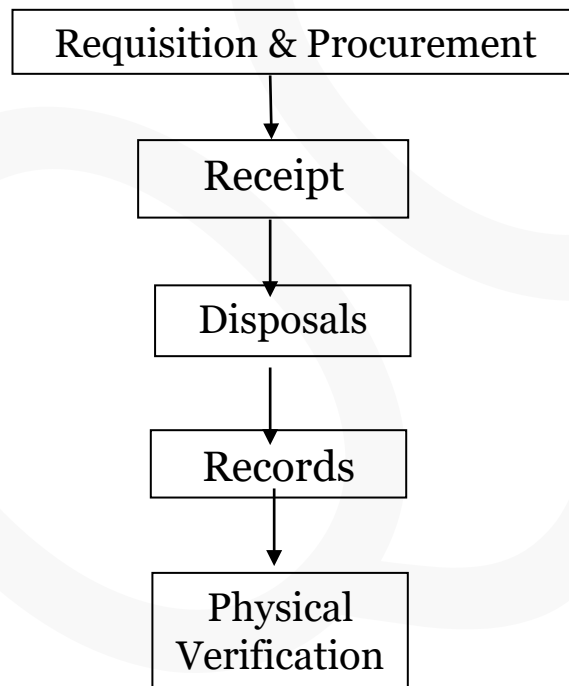 Requisition & Procurement
Receipt
Disposals
Records
Physical
Verification